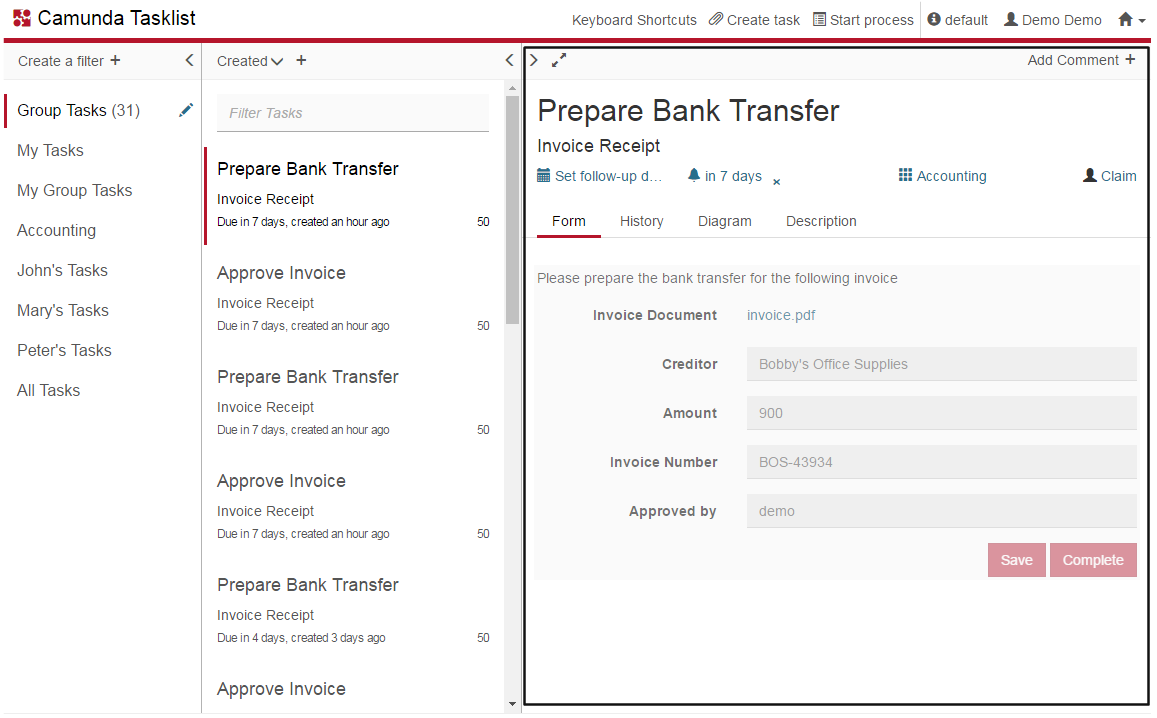 Camunda Tasklist
Keyboard Shortcuts Create task Start process default Demo Demo
Create a filter +
Group Tasks (31)
My Tasks
My Group Tasks
Accounting
John's Tasks
Mary's Tasks
Peter's Tasks
All Tasks
Created +
Filter Tasks
Prepare Bank Transfer
Invoice Receipt
Due in 7 days, created an hour ago 50
Approve Invoice
Invoice Receipt
Due in 7 days, created an hour ago 50
Prepare Bank Transfer
Invoice Receipt
Due in 7 days, created an hour ago 50
Approve Invoice
Invoice Receipt
Due in 7 days, created an hour ago 50
Prepare Bank Transfer
Invoice Receipt
Due in 4 days, created 3 days ago 50
Approve Invoice
Add Comment +
Prepare Bank Transfer
Invoice Receipt
Set follow-up d... in 7 days × Accounting Claim
Form History Diagram Description
Please prepare the bank transfer for the following invoice
Invoice Document invoice.pdf
Creditor Bobby's Office Supplies
Amount 900
Invoice Number BOS-43934
Approved by demo
Save Complete